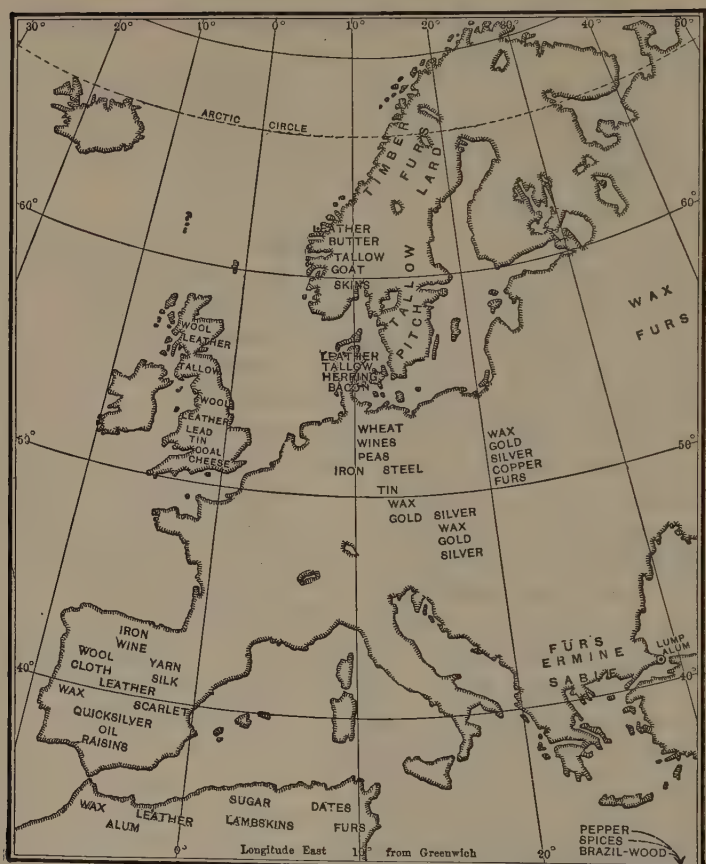 30° 20° 10° 0° 10° 20° 30° 40° 50°
ARCTIC CIRCLE
TIMBER
FURS
LARD
60° 60°
LEATHER
BUTTER
TALLOW
GOAT
SKINS
TALLOW
PITCH
WAX
FURS
WOOL
LEATHER
TALLOW
WOOL
LEATHER
LEAD
TIN
COAL
CHEESE
LEATHER
TALLOW
HERRING
BACON
50° 50°
WHEAT
WINES
PEAS
IRON STEEL
WAX
GOLD
SILVER
COPPER
FURS
TIN
WAX
GOLD SILVER
WAX
GOLD
SILVER
IRON
WINE
WOOL YARN
CLOTH SILK
LEATHER
WAX SCARLET
QUICKSILVER
OIL
RAISINS
40° 40°
FURS
ERMINE
SABLE
LUMP
ALUM
WAX LEATHER SUGAR DATES
ALUM LAMBSKINS FURS
PEPPER
SPICES
BRAZIL-WOOD
0° Longitude East 10° from Greenwich 20°